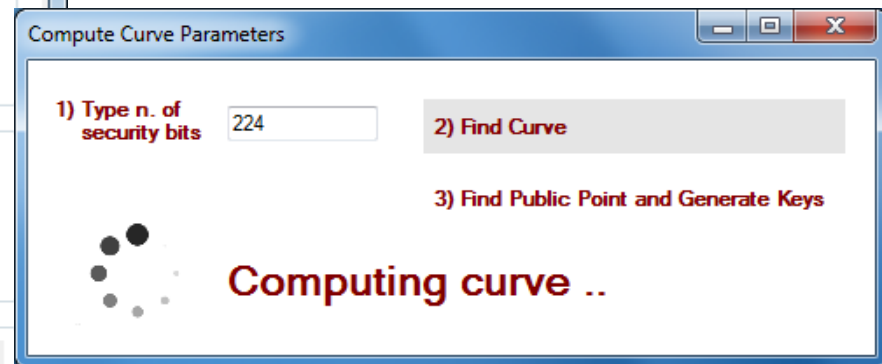 Compute Curve Parameters
1) Type n. of
security bits
224
2) Find Curve
3) Find Public Point and Generate Keys
Computing curve ..